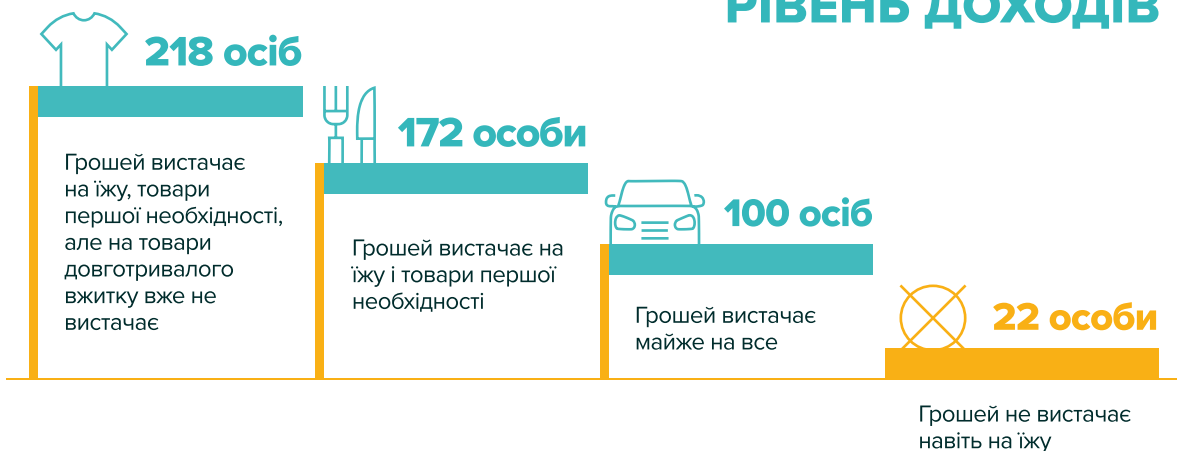 РІВЕНЬ ДОХОДІВ
218 осіб
Грошей вистачає
на їжу, товари
першої необхідності,
але на товари
довготривалого
вжитку вже не
вистачає
172 особи
Грошей вистачає на
їжу і товари першої
необхідності
100 осіб
Грошей вистачає
майже на все
22 особи
Грошей не вистачає
навіть на їжу